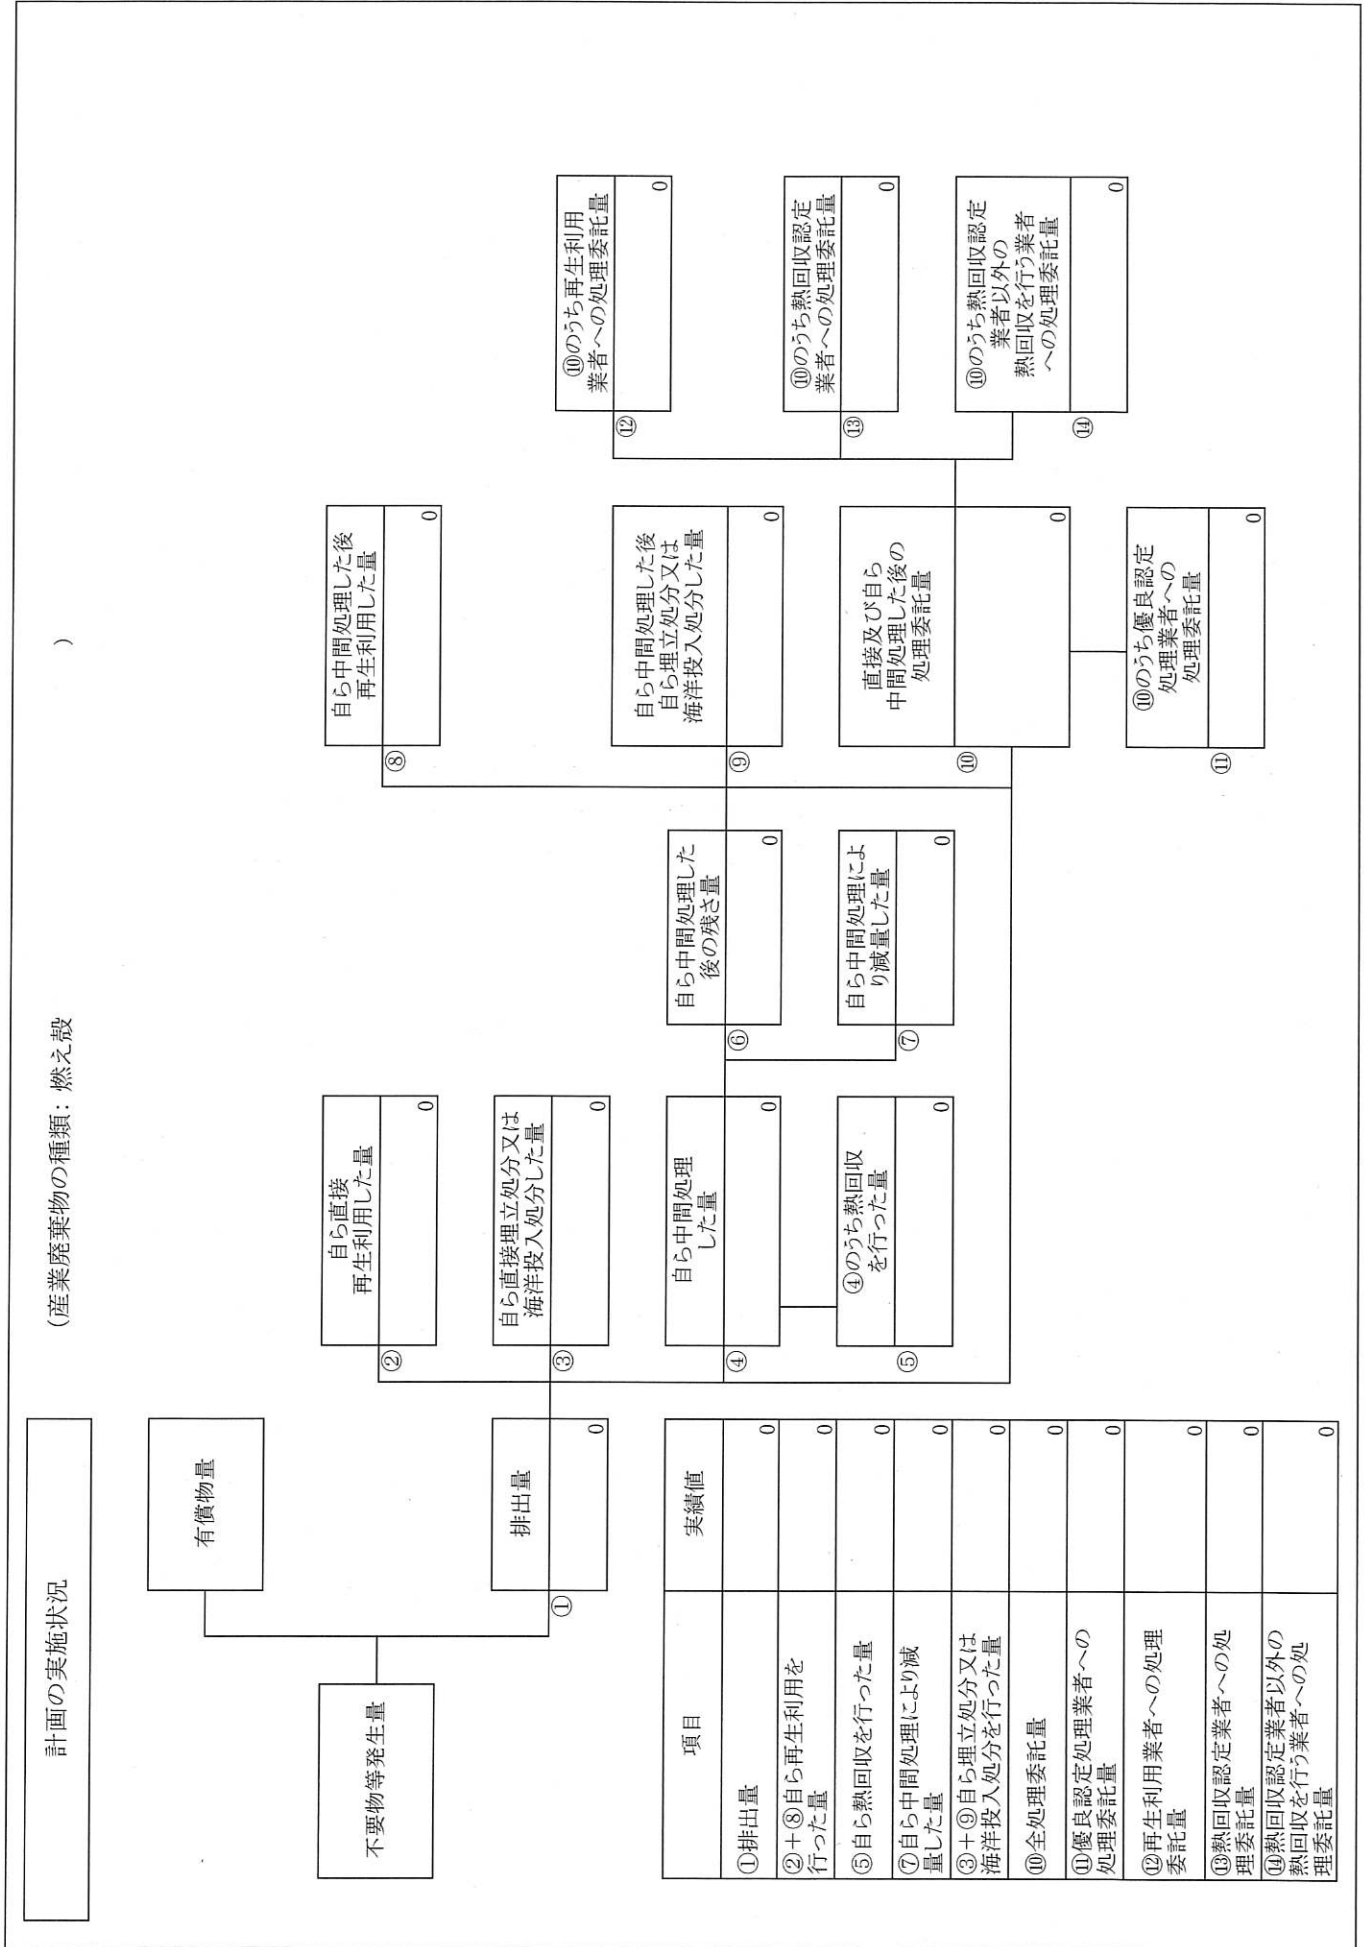 計画の実施状況
(産業廃棄物の種類: 燃え殻 )
不要物等発生量
有償物量
①
排出量
0
②
自ら直接
再生利用した量
0
③
自ら直接埋立処分又は
海洋投入処分した量
0
④
自ら中間処理
した量
0
⑤
④のうち熱回収
を行った量
0
⑥
自ら中間処理した
後の残さ量
0
⑦
自ら中間処理によ
り減量した量
0
⑧
自ら中間処理した後
再生利用した量
0
⑨
自ら中間処理した後
自ら埋立処分又は
海洋投入処分した量
0
⑩
直接及び自ら
中間処理した後の
処理委託量
0
⑪
⑩のうち優良認定
処理業者への
処理委託量
0
⑫
⑩のうち再生利用
業者への処理委託量
0
⑬
⑩のうち熱回収認定
業者への処理委託量
0
⑭
⑩のうち熱回収認定
業者以外の
熱回収を行う業者
への処理委託量
0
項目 実績値
①排出量 0
②+⑧自ら再生利用を
行った量 0
⑤自ら熱回収を行った量 0
⑦自ら中間処理により減
量した量 0
③+⑨自ら埋立処分又は
海洋投入処分を行った量 0
⑩全処理委託量 0
⑪優良認定処理業者への
処理委託量 0
⑫再生利用業者への処理
委託量 0
⑬熱回収認定業者への処
理委託量 0
⑭熱回収認定業者以外の
熱回収を行う業者への処
理委託量 0